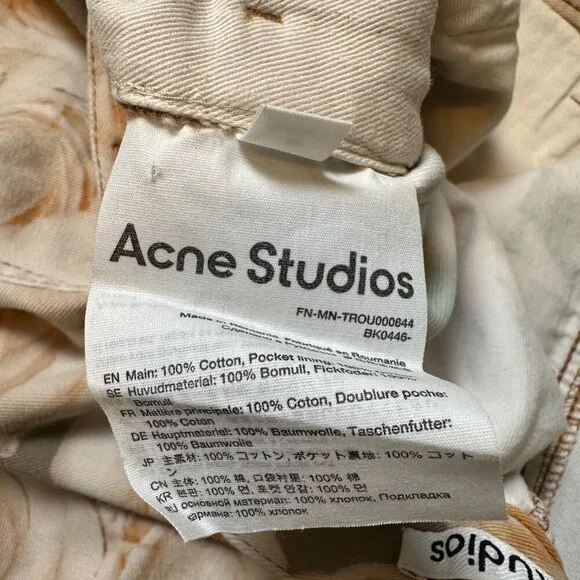 Acne Studios
FN-MN-TROU000644
BK0446-
Made Roumanie
EN Main: 100% Cotton, Pocket lining
SE Huvudmaterial: 100% Bomull,
Bomull
FR Matière principale: 100% Coton, Doublure poche:
100% Coton
DE Hauptmaterial: 100% Baumwolle, Taschenfutter:
100% Baumwolle
JP 主素材: 100% コットン, ポケット裏地: 100% コット
ン
CN 主体: 100% 棉, 口袋衬里: 100% 棉
KR 본판: 100% 면, 포켓 안감: 100% 면
RU основной материал: 100% хлопок, Подкладка
кармана: 100% хлопок
tudios